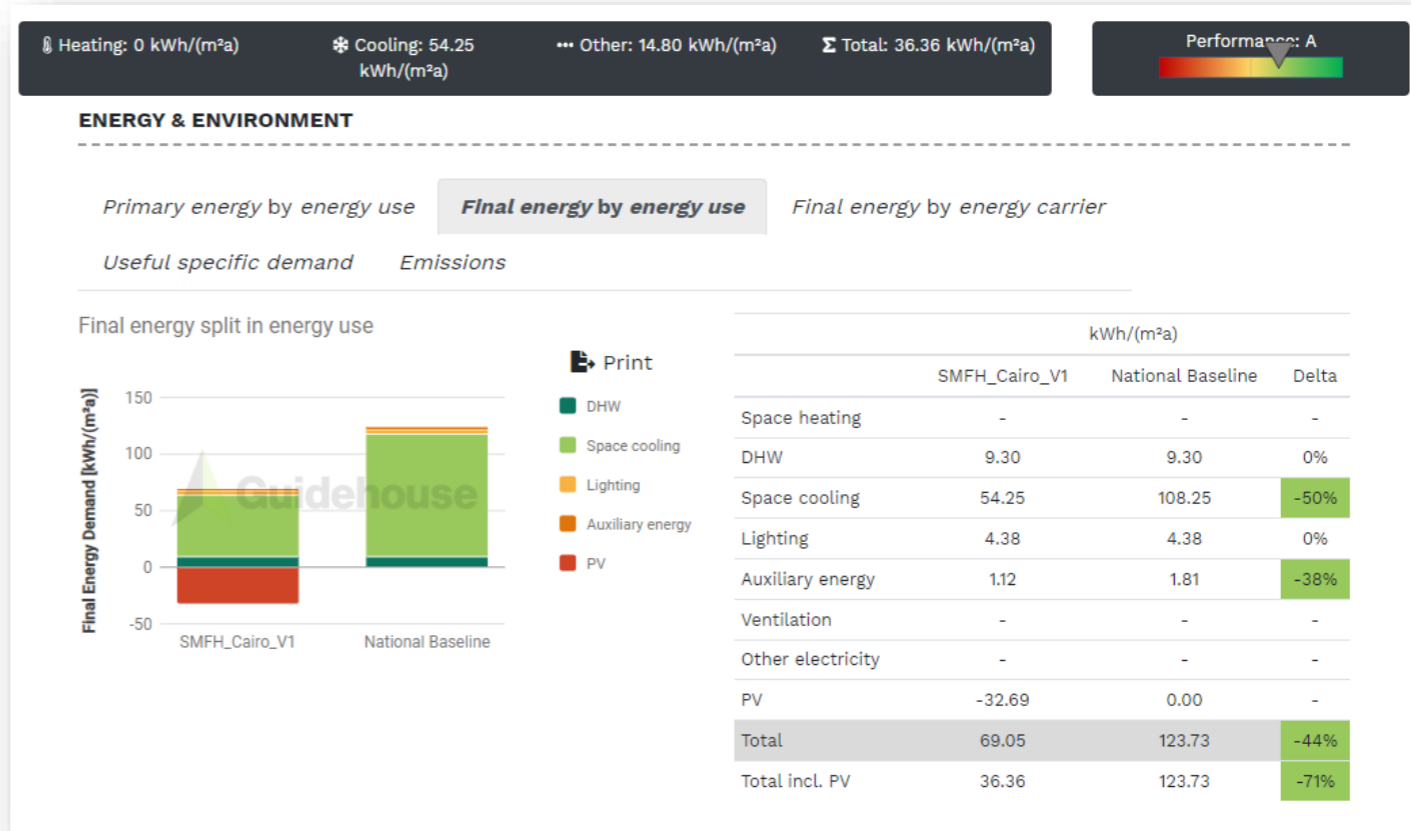 Heating: 0 kWh/(m²a)
Cooling: 54.25
kWh/(m²a)
Other: 14.80 kWh/(m²a)
Σ Total: 36.36 kWh/(m²a)
Performance: A
ENERGY & ENVIRONMENT
Primary energy by energy use
Final energy by energy use
Final energy by energy carrier
Useful specific demand
Emissions
Final energy split in energy use
Print
DHW
Space cooling
Lighting
Auxiliary energy
PV
Final Energy Demand [kWh/(m²a)]
150
100
50
0
-50
SMFH_Cairo_V1
National Baseline
Guidehouse
kWh/(m²a)
SMFH_Cairo_V1 National Baseline Delta
Space heating - - -
DHW 9.30 9.30 0%
Space cooling 54.25 108.25 -50%
Lighting 4.38 4.38 0%
Auxiliary energy 1.12 1.81 -38%
Ventilation - - -
Other electricity - - -
PV -32.69 0.00 -
Total 69.05 123.73 -44%
Total incl. PV 36.36 123.73 -71%